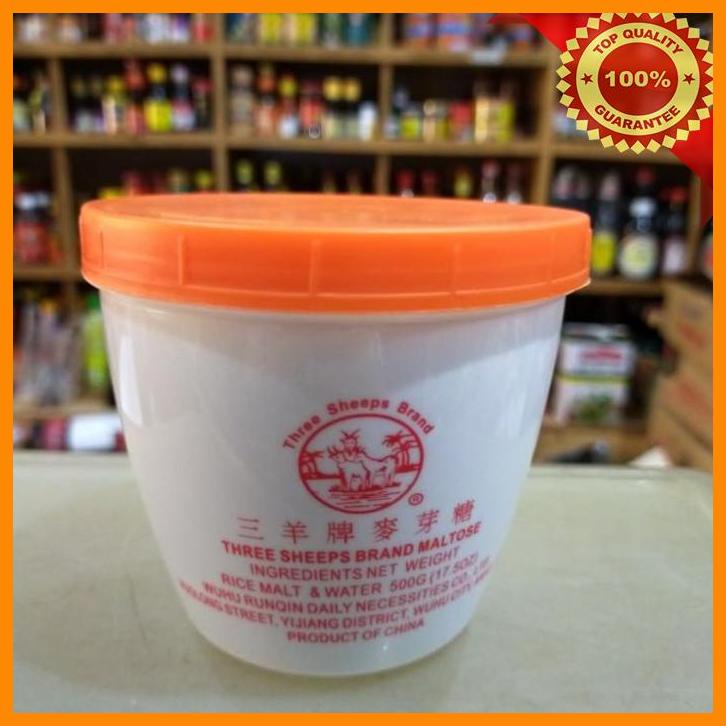 TOP QUALITY
100%
GUARANTEE
Three Sheeps Brand
®
三羊牌麥芽糖
THREE SHEEPS BRAND MALTOSE
INGREDIENTS NET WEIGHT
RICE MALT & WATER 500G (17.5OZ)
WUHU RUNQIN DAILY NECESSITIES CO., LTD
STREET, YIJIANG DISTRICT, WUHU CITY,
PRODUCT OF CHINA